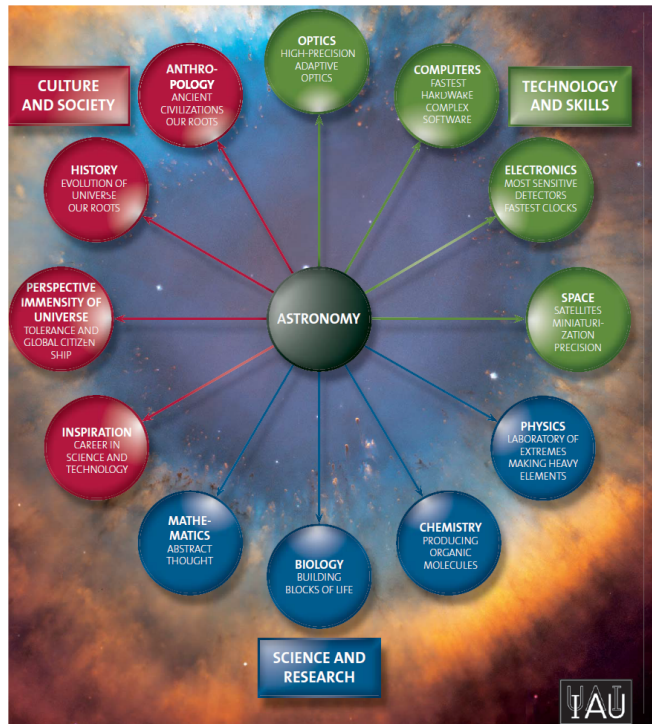 CULTURE
AND SOCIETY
ANTHRO-
POLOGY
ANCIENT
CIVILIZATIONS
OUR ROOTS
OPTICS
HIGH-PRECISION
ADAPTIVE
OPTICS
COMPUTERS
FASTEST
HARDWARE
COMPLEX
SOFTWARE
TECHNOLOGY
AND SKILLS
HISTORY
EVOLUTION OF
UNIVERSE
OUR ROOTS
ELECTRONICS
MOST SENSITIVE
DETECTORS
FASTEST CLOCKS
PERSPECTIVE
IMMENSITY OF
UNIVERSE
TOLERANCE AND
GLOBAL CITIZEN
SHIP
ASTRONOMY
SPACE
SATELLITES
MINIATURI-
ZATION
PRECISION
INSPIRATION
CAREER IN
SCIENCE AND
TECHNOLOGY
PHYSICS
LABORATORY OF
EXTREMES
MAKING HEAVY
ELEMENTS
MATHE-
MATICS
ABSTRACT
THOUGHT
BIOLOGY
BUILDING
BLOCKS OF LIFE
CHEMISTRY
PRODUCING
ORGANIC
MOLECULES
SCIENCE AND
RESEARCH
UAI
IAU